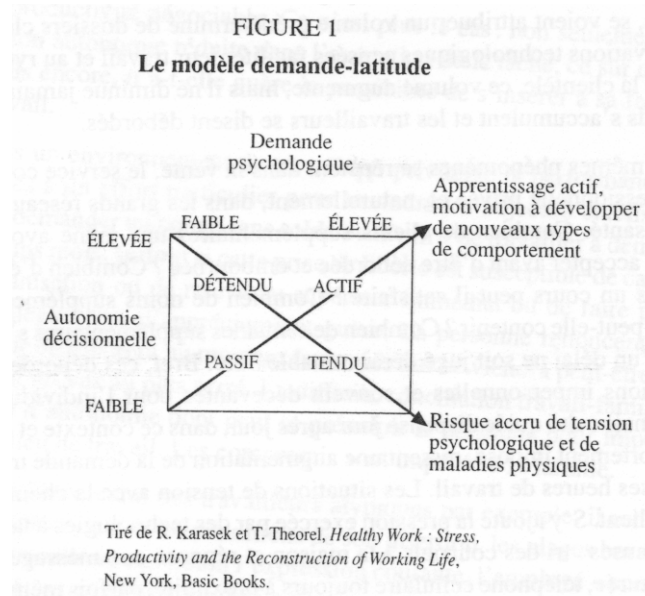 FIGURE 1
Le modèle demande-latitude
Demande
psychologique
FAIBLE
ÉLEVÉE
ÉLEVÉE
Apprentissage actif,
motivation à développer
de nouveaux types
de comportement
DÉTENDU
ACTIF
Autonomie
décisionnelle
PASSIF
TENDU
FAIBLE
Risque accru de tension
psychologique et de
maladies physiques
Tiré de R. Karasek et T. Theorel, Healthy Work : Stress,
Productivity and the Reconstruction of Working Life,
New York, Basic Books.